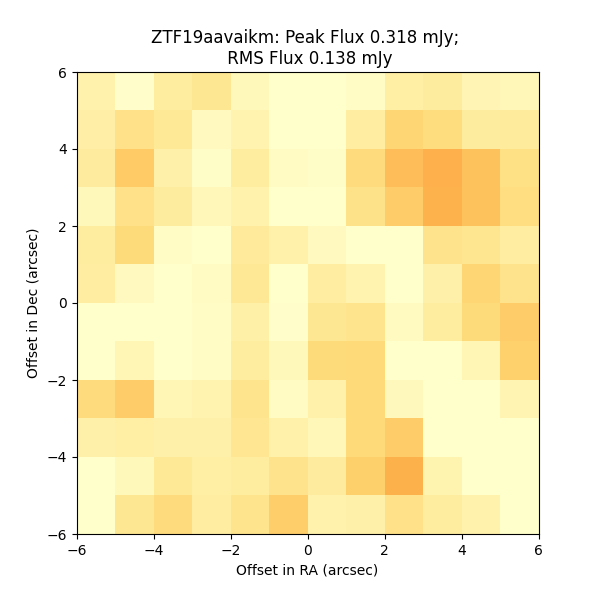 ZTF19aavaikm: Peak Flux 0.318 mJy;
RMS Flux 0.138 mJy
6
4
2
0
−2
−4
−6
Offset in Dec (arcsec)
−6 −4 −2 0 2 4 6
Offset in RA (arcsec)